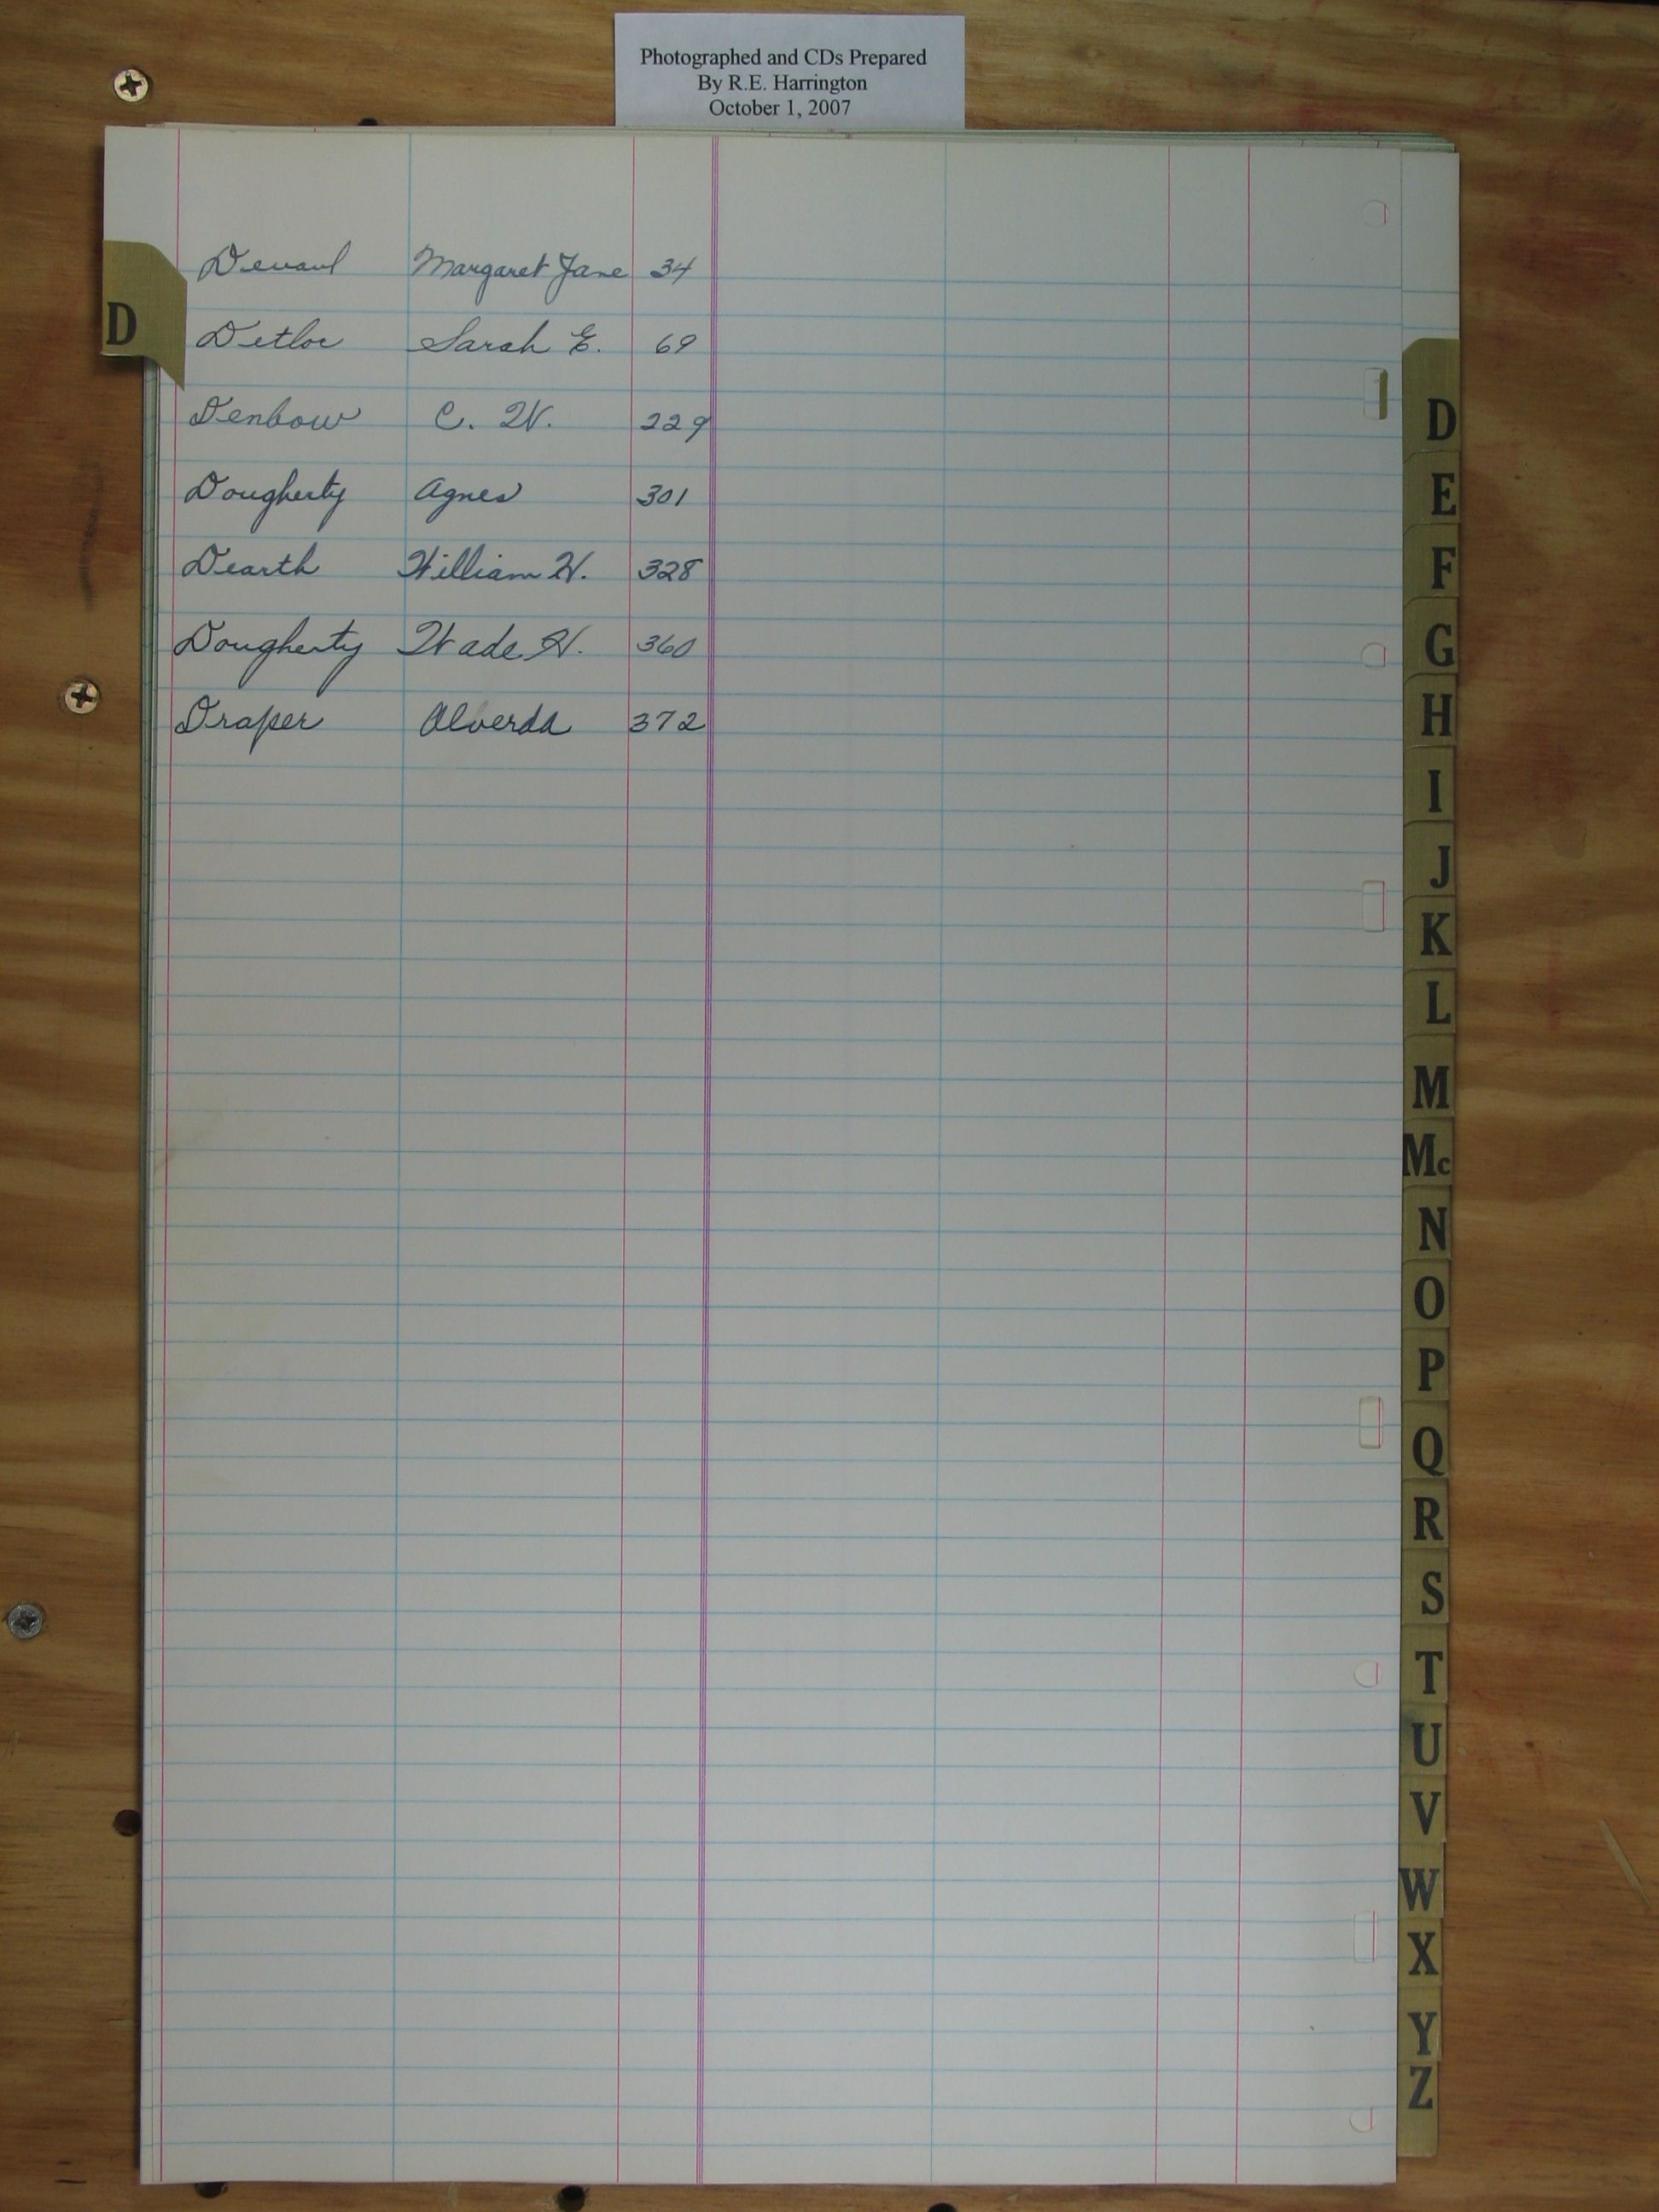 Photographed and CDs Prepared
By R.E. Harrington
October 1, 2007
Devaul Margaret Jane 34
D
Detloe Sarah E. 69
Denbow C. W. 229
Dougherty Agnes 301
Dearth William H. 328
Dougherty Wade H. 360
Draper Alverda 372
D
E
F
G
H
I
J
K
L
M
Mc
N
O
P
Q
R
S
T
U
V
W
X
Y
Z